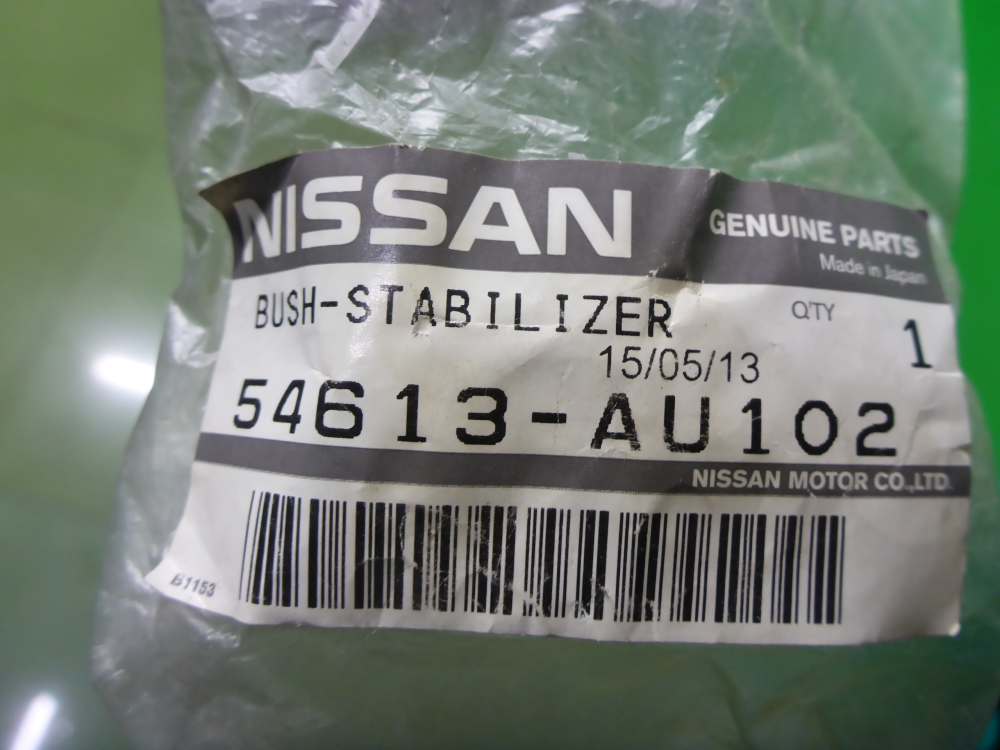 NISSAN
GENUINE PARTS
Made in Japan
BUSH-STABILIZER
Q'TY
1
15/05/13
54613-AU102
NISSAN MOTOR CO.,LTD.
B1153